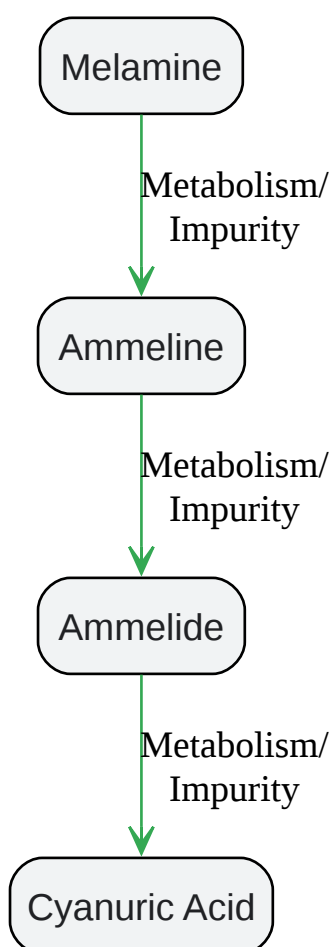 Melamine
Metabolism/
Impurity
Ammeline
Metabolism/
Impurity
Ammelide
Metabolism/
Impurity
Cyanuric Acid